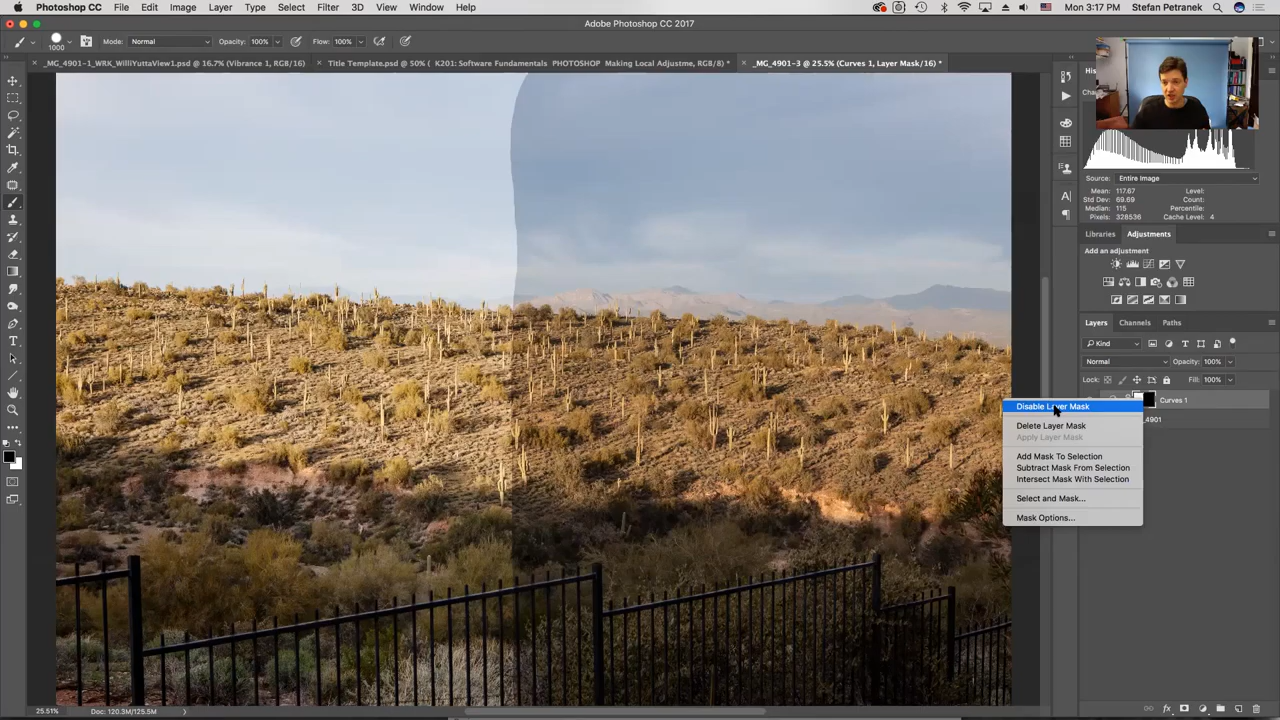 Photoshop CC File Edit Image Layer Type Select Filter 3D View Window Help
Mon 3:17 PM Stefan Petranek
Adobe Photoshop CC 2017
1000 Mode: Normal Opacity: 100% Flow: 100%
_MG_4901-1_WRK_WilliYuttaView1.psd @ 16.7% (Vibrance 1, RGB/16)
Title Template.psd @ 50% ( K201: Software Fundamentals PHOTOSHOP Making Local Adjustme, RGB/8) *
_MG_4901-3 @ 25.5% (Curves 1, Layer Mask/16) *
Source: Entire Image
Mean: 117.67 Level:
Std Dev: 69.69 Count:
Median: 115 Percentile:
Pixels: 328536 Cache Level: 4
Libraries Adjustments
Add an adjustment
Layers Channels Paths
Kind
Normal Opacity: 100%
Lock: Fill: 100%
Curves 1
_4901
Disable Layer Mask
Delete Layer Mask
Apply Layer Mask
Add Mask To Selection
Subtract Mask From Selection
Intersect Mask With Selection
Select and Mask...
Mask Options...
25.51% Doc: 120.3M/125.5M